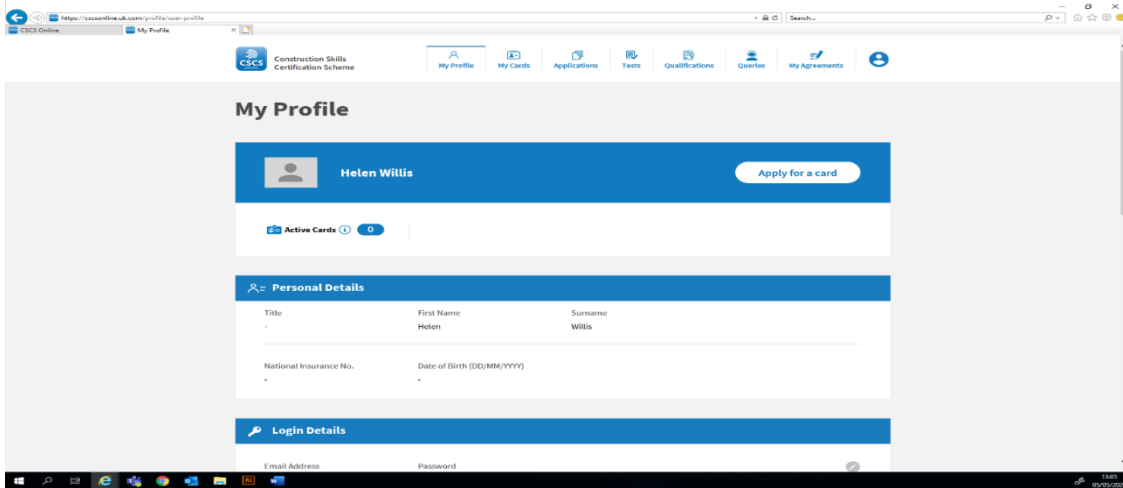 https://cscsonline.uk.com/profile/user-profile
Search...
CSCS Online
My Profile
CSCS
Construction Skills
Certification Scheme
My Profile
My Cards
Applications
Tests
Qualifications
Queries
My Agreements
My Profile
Helen Willis
Apply for a card
Active Cards
0
Personal Details
Title First Name Surname
- Helen Willis
National Insurance No. Date of Birth (DD/MM/YYYY)
- -
Login Details
Email Address Password
13:05